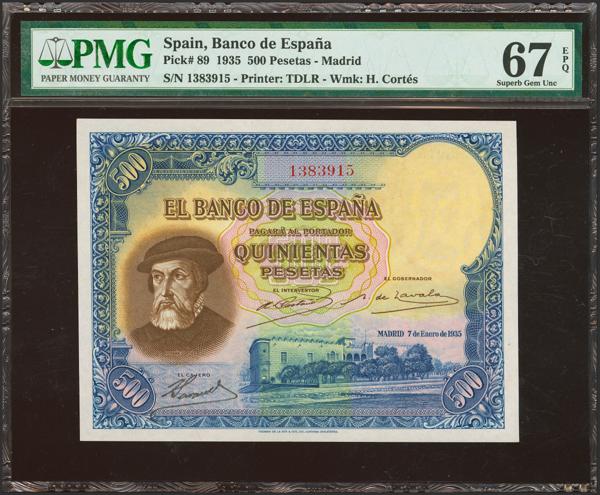 PMG
PAPER MONEY GUARANTY
Spain, Banco de España
Pick# 89 1935 500 Pesetas - Madrid
S/N 1383915 - Printer: TDLR - Wmk: H. Cortés
67 EPQ
Superb Gem Unc
500
1383915
EL BANCO DE ESPAÑA
PAGARÁ AL PORTADOR
QUINIENTAS
PESETAS
EL INTERVENTOR
EL GOBERNADOR
MADRID 7 de Enero de 1935
EL CAJERO
500
500